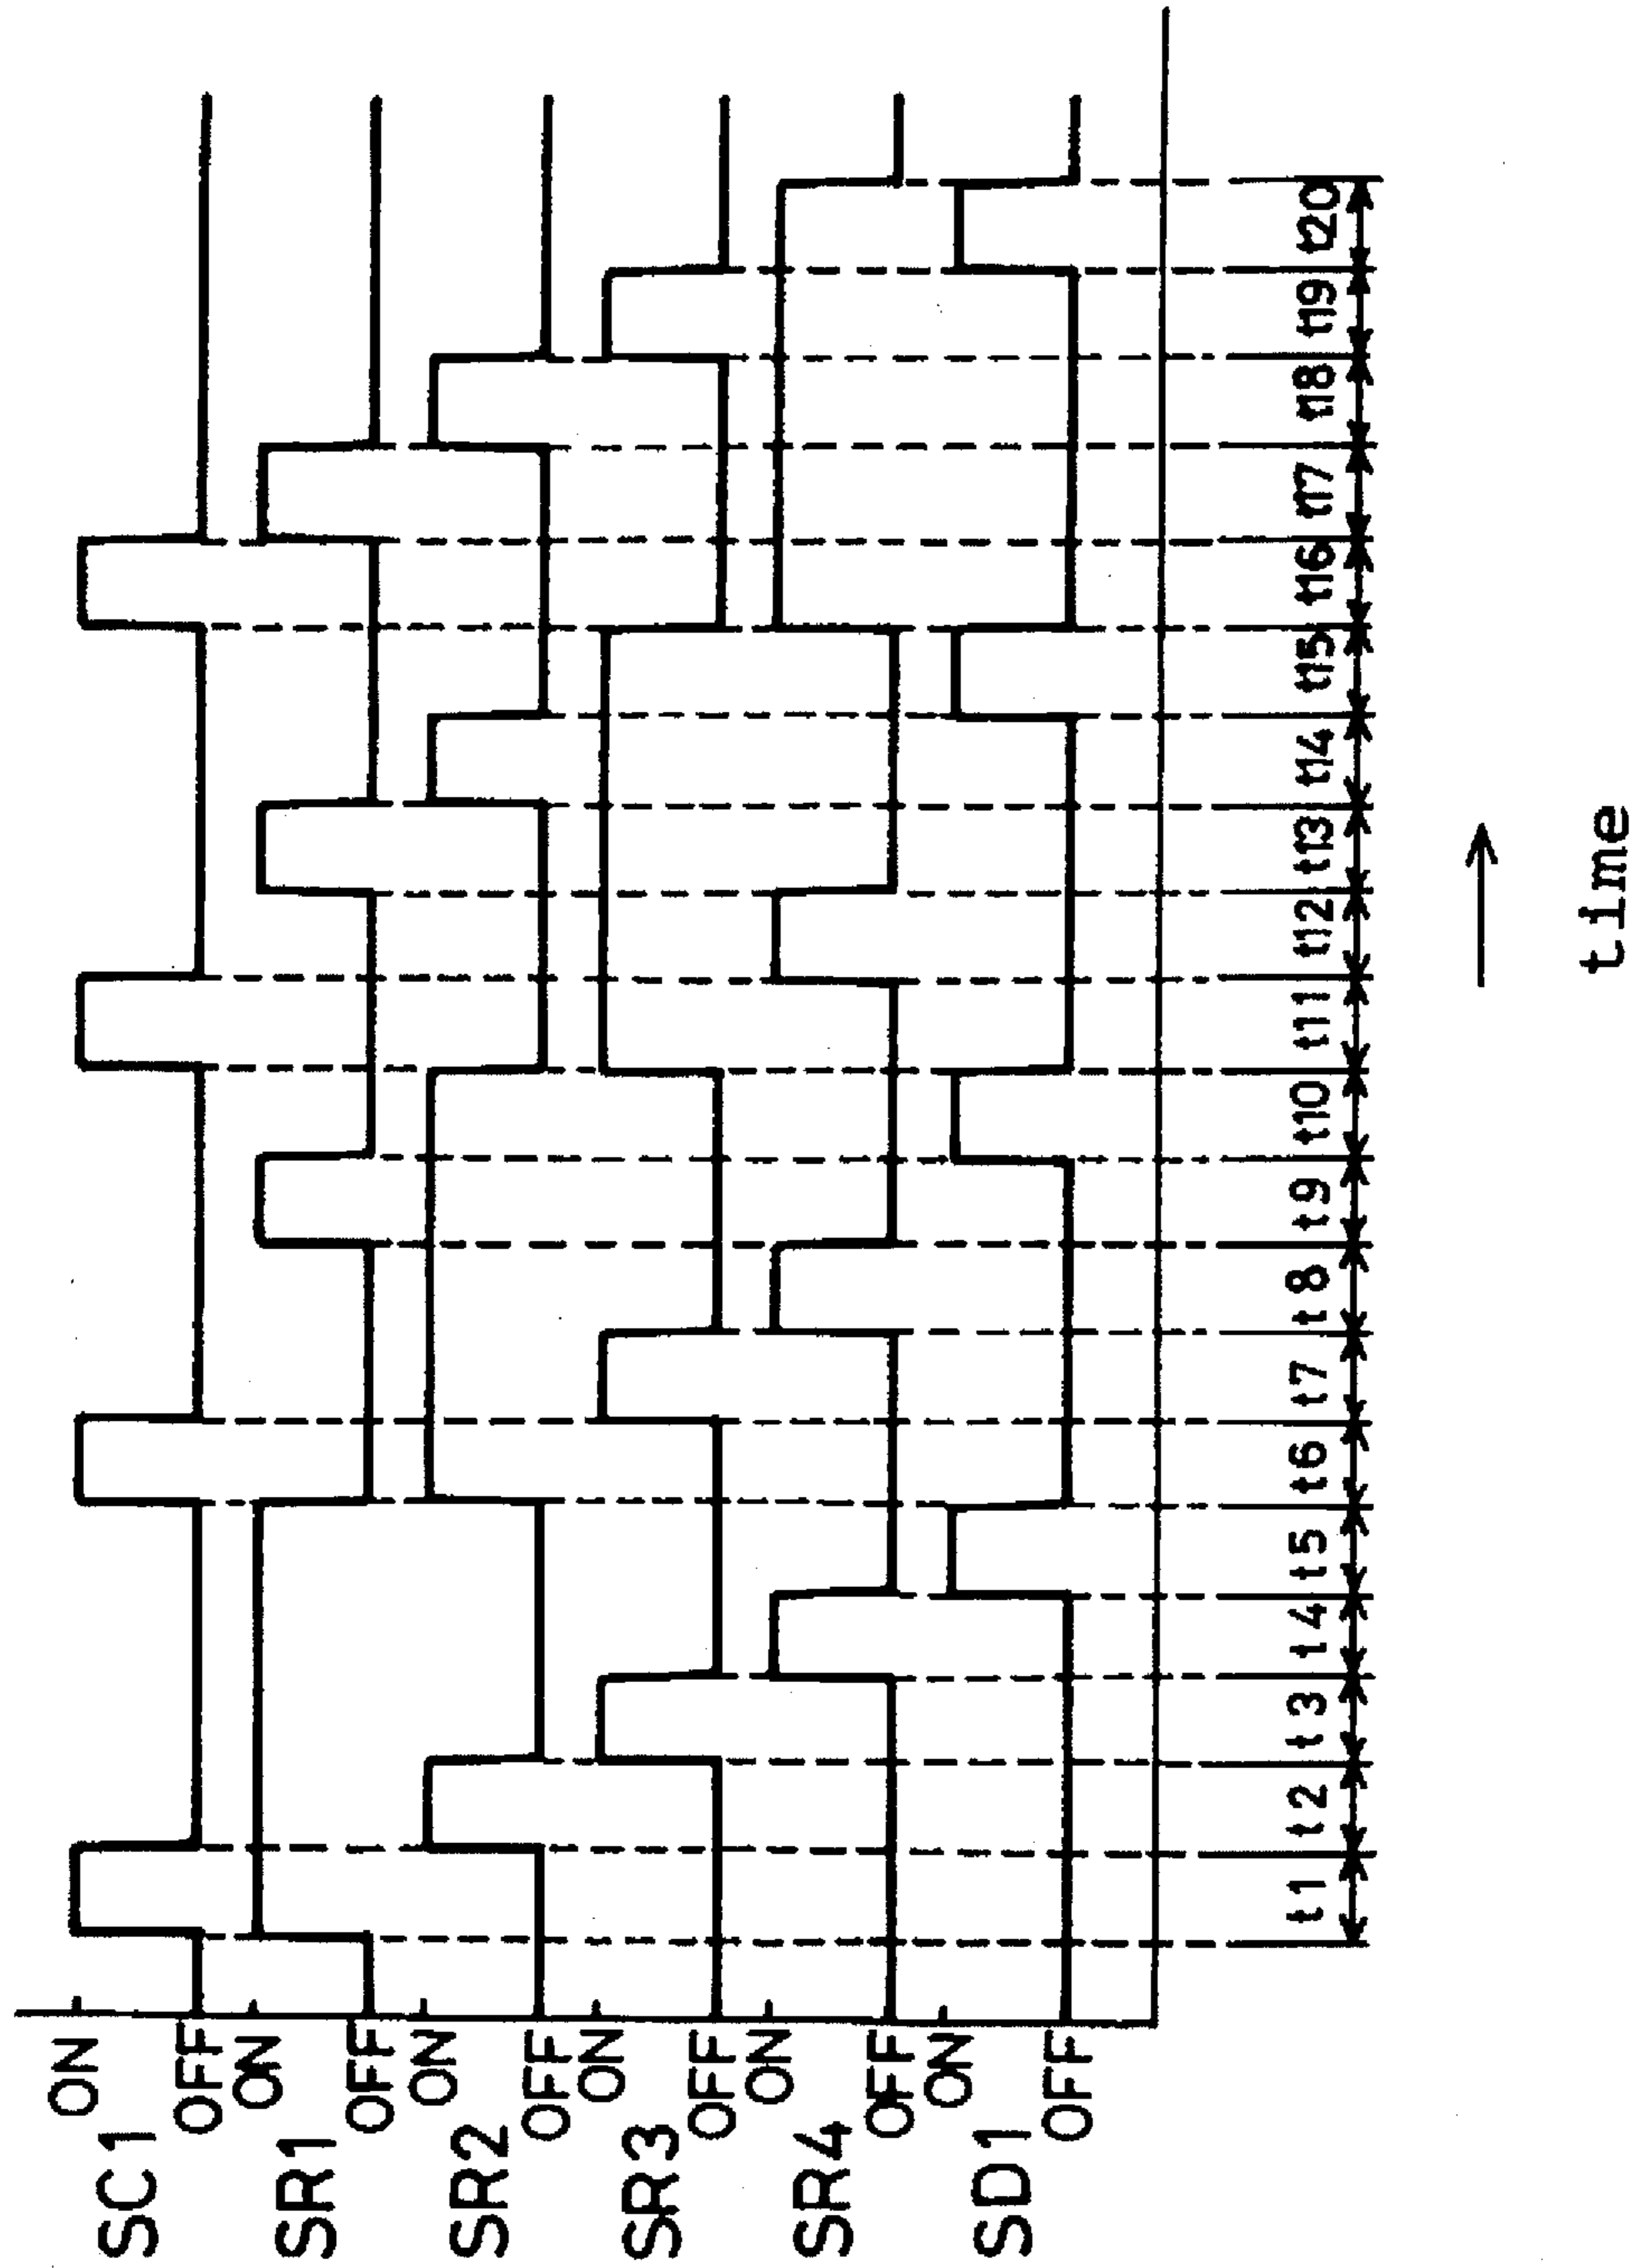 SC1
ON
OFF
SR1
ON
OFF
SR2
ON
OFF
SR3
ON
OFF
SR4
ON
OFF
SD1
ON
OFF
t1 t2 t3 t4 t5 t6 t7 t8 t9 t10 t11 t12 t13 t14 t15 t16 t17 t18 t19 t20
time